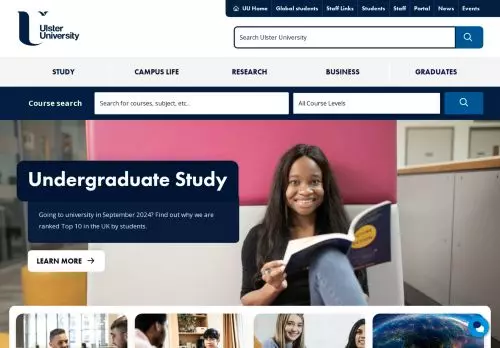 UU Home Global students Staff Links Students Staff Portal News Events
Ulster
University
Search Ulster University
STUDY CAMPUS LIFE RESEARCH BUSINESS GRADUATES
Course search Search for courses, subject, etc. All Course Levels
Undergraduate Study
Going to university in September 2024? Find out why we are
ranked Top 10 in the UK by students.
LEARN MORE →